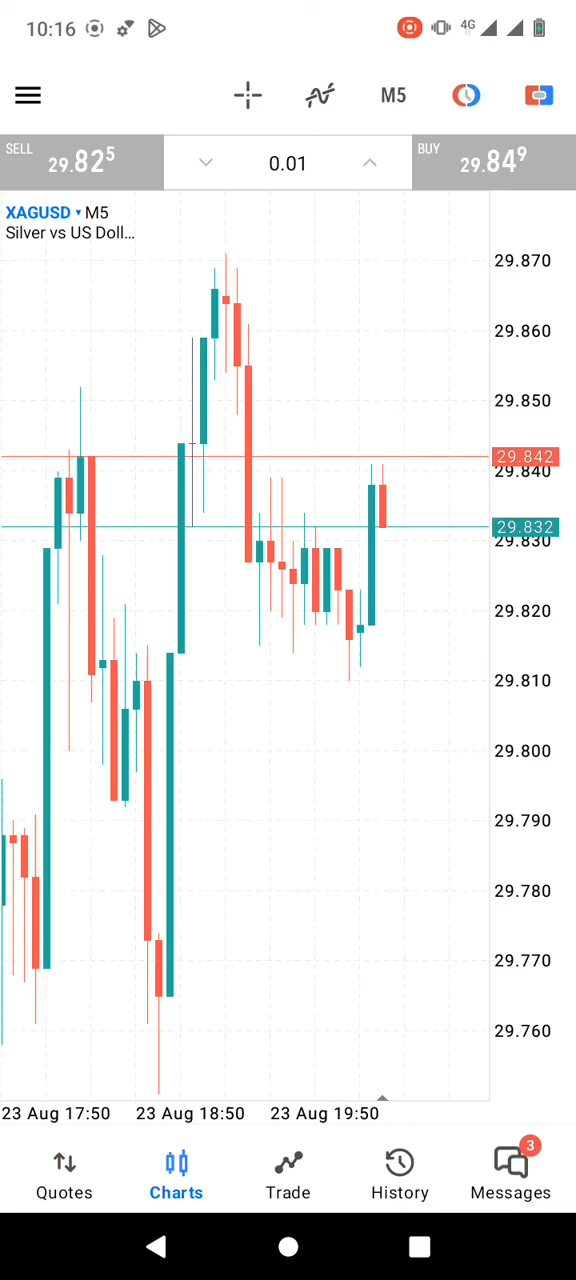 10:16
4G
M5
SELL
29.825
0.01
BUY
29.849
XAGUSD ▾ M5
Silver vs US Doll...
29.870
29.860
29.850
29.842
29.840
29.832
29.830
29.820
29.810
29.800
29.790
29.780
29.770
29.760
23 Aug 17:50
23 Aug 18:50
23 Aug 19:50
3
Quotes
Charts
Trade
History
Messages